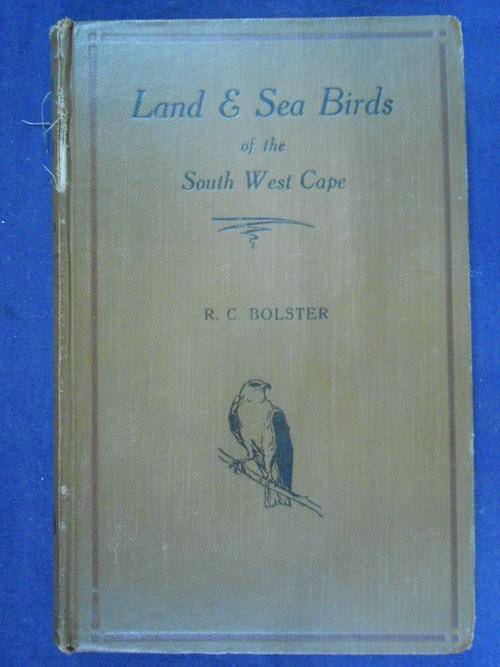 Land & Sea Birds
of the
South West Cape
R. C. BOLSTER